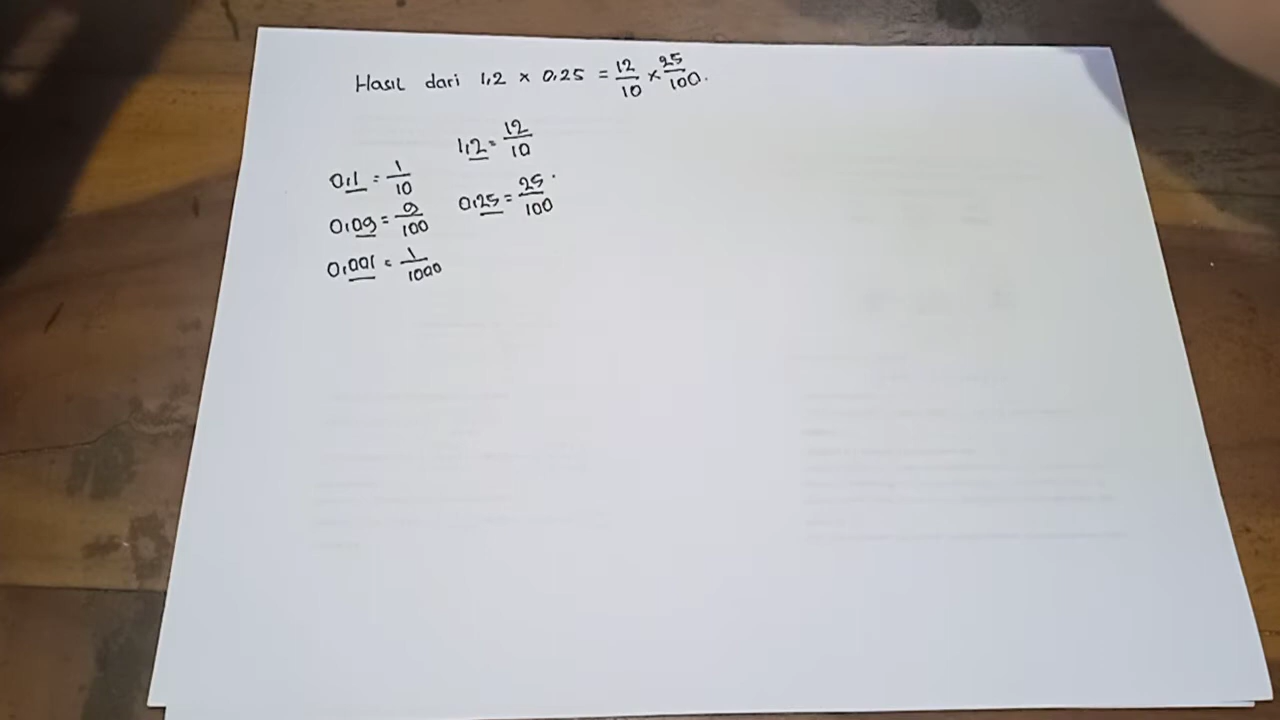 Hasil dari 1,2 × 0,25 = 12/10 × 25/100.
1,2 = 12/10
0,1 = 1/10
0,25 = 25/100
0,09 = 9/100
0,001 = 1/1000